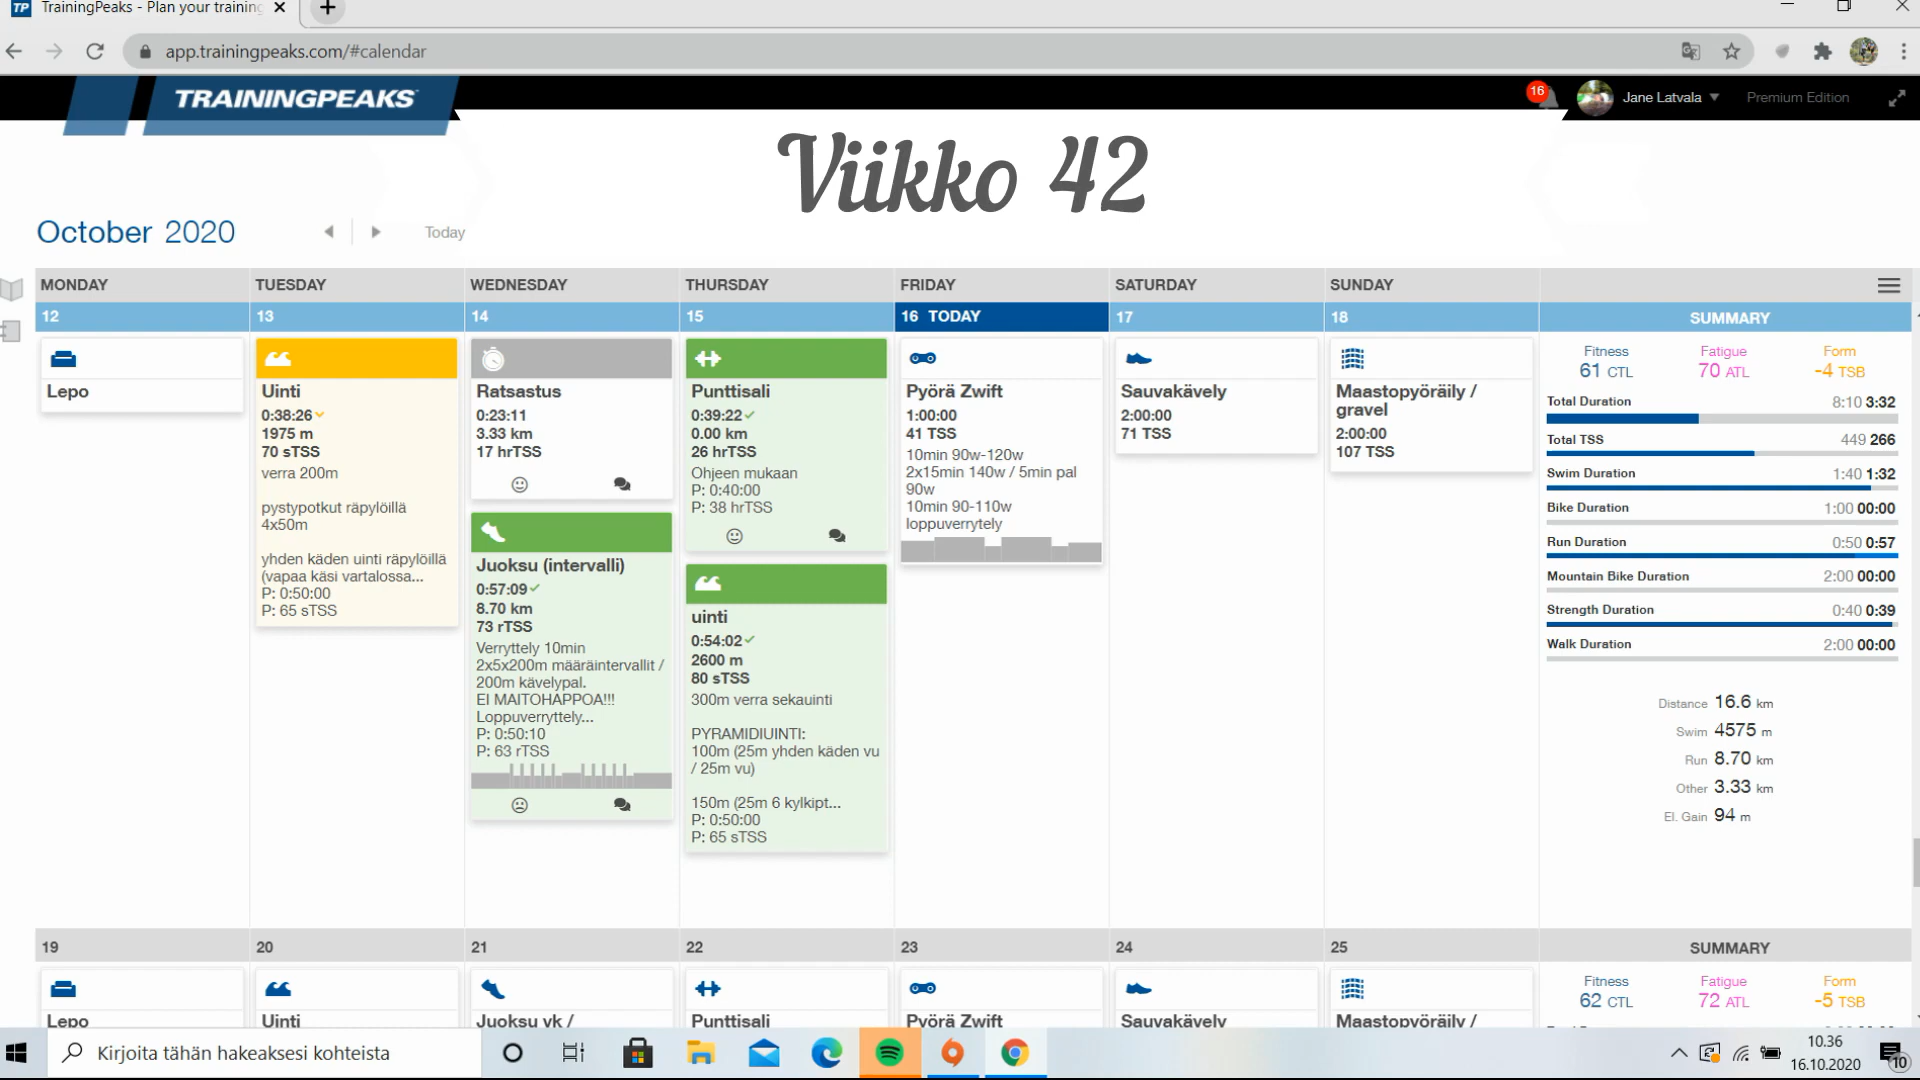 TP TrainingPeaks - Plan your training
app.trainingpeaks.com/#calendar
TRAININGPEAKS
16
Jane Latvala
Premium Edition
Viikko 42
October 2020
Today
MONDAY TUESDAY WEDNESDAY THURSDAY FRIDAY SATURDAY SUNDAY
12 13 14 15 16 TODAY 17 18 SUMMARY
Lepo
Uinti
0:38:26
1975 m
70 sTSS
verra 200m
pystypotkut räpylöillä
4x50m
yhden käden uinti räpylöillä
(vapaa käsi vartalossa...
P: 0:50:00
P: 65 sTSS
Ratsastus
0:23:11
3.33 km
17 hrTSS
Juoksu (intervalli)
0:57:09
8.70 km
73 rTSS
Verryttely 10min
2x5x200m määräintervallit /
200m kävelypal.
EI MAITOHAPPOA!!!
Loppuverryttely...
P: 0:50:10
P: 63 rTSS
Punttisali
0:39:22
0.00 km
26 hrTSS
Ohjeen mukaan
P: 0:40:00
P: 38 hrTSS
uinti
0:54:02
2600 m
80 sTSS
300m verra sekauinti
PYRAMIDIUINTI:
100m (25m yhden käden vu
/ 25m vu)
150m (25m 6 kylkipt...
P: 0:50:00
P: 65 sTSS
Pyörä Zwift
1:00:00
41 TSS
10min 90w-120w
2x15min 140w / 5min pal
90w
10min 90-110w
loppuverrytely
Sauvakävely
2:00:00
71 TSS
Maastopyöräily /
gravel
2:00:00
107 TSS
Fitness Fatigue Form
61 CTL 70 ATL -4 TSB
Total Duration 8:10 3:32
Total TSS 449 266
Swim Duration 1:40 1:32
Bike Duration 1:00 00:00
Run Duration 0:50 0:57
Mountain Bike Duration 2:00 00:00
Strength Duration 0:40 0:39
Walk Duration 2:00 00:00
Distance 16.6 km
Swim 4575 m
Run 8.70 km
Other 3.33 km
El. Gain 94 m
19 20 21 22 23 24 25 SUMMARY
Lepo
Uinti
Juoksu vk /
Punttisali
Pyörä Zwift
Sauvakävely
Maastopyöräily /
Fitness Fatigue Form
62 CTL 72 ATL -5 TSB
Kirjoita tähän hakeaksesi kohteista
10.36
16.10.2020
10